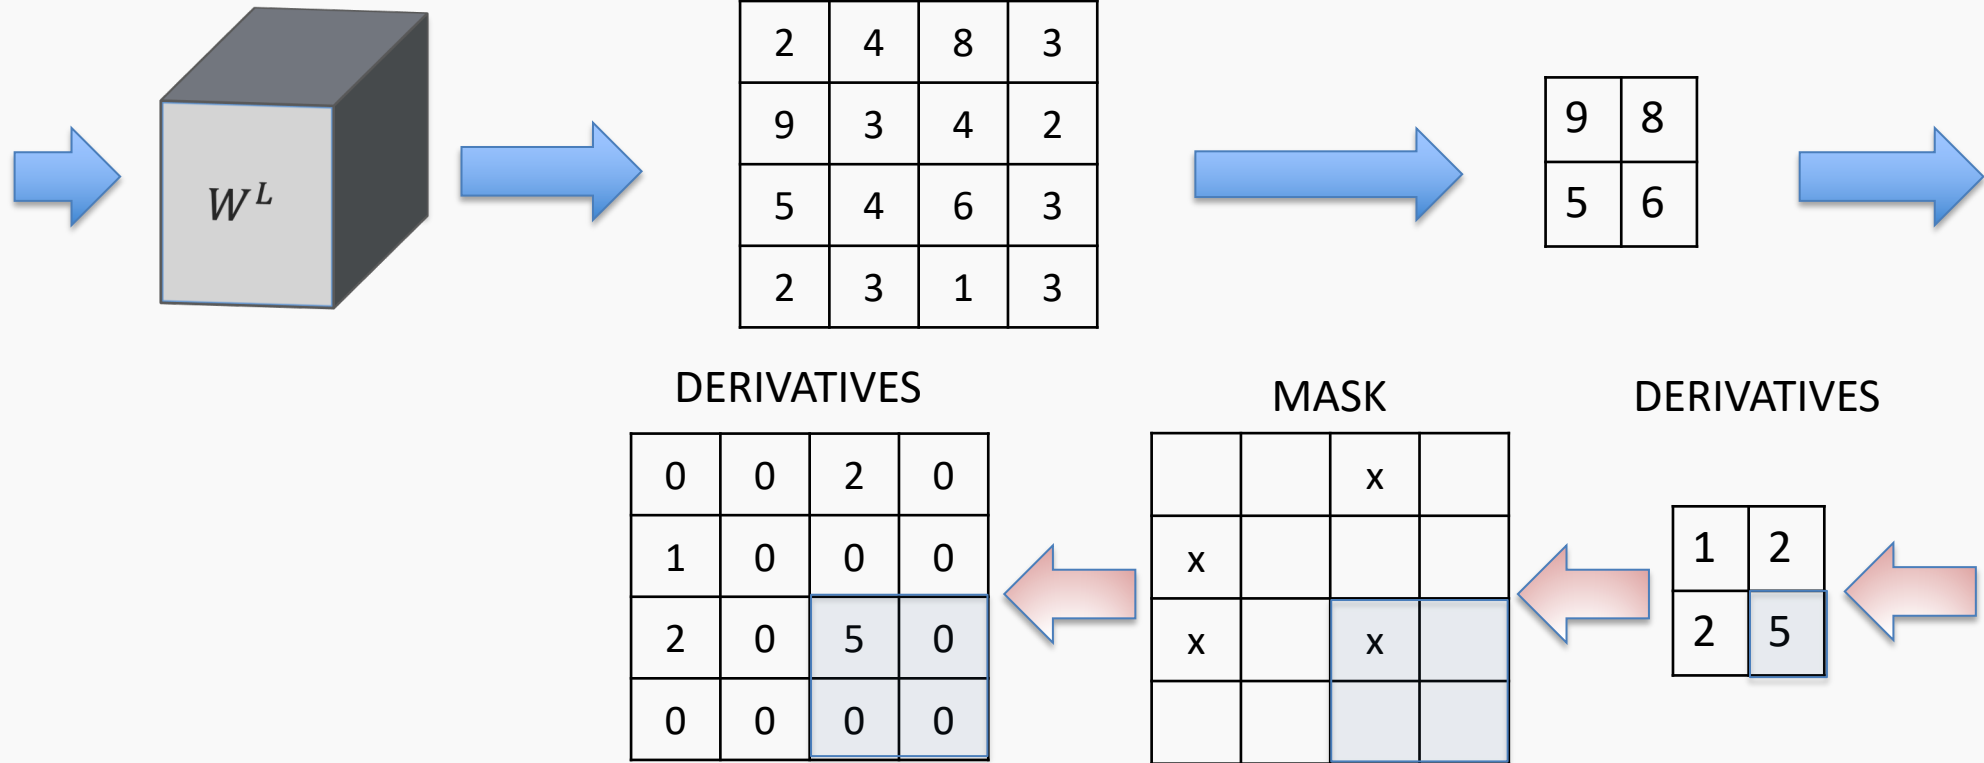 W^L
2 4 8 3
9 3 4 2
5 4 6 3
2 3 1 3
9 8
5 6
DERIVATIVES
0 0 2 0
1 0 0 0
2 0 5 0
0 0 0 0
MASK
x
x
x x
DERIVATIVES
1 2
2 5